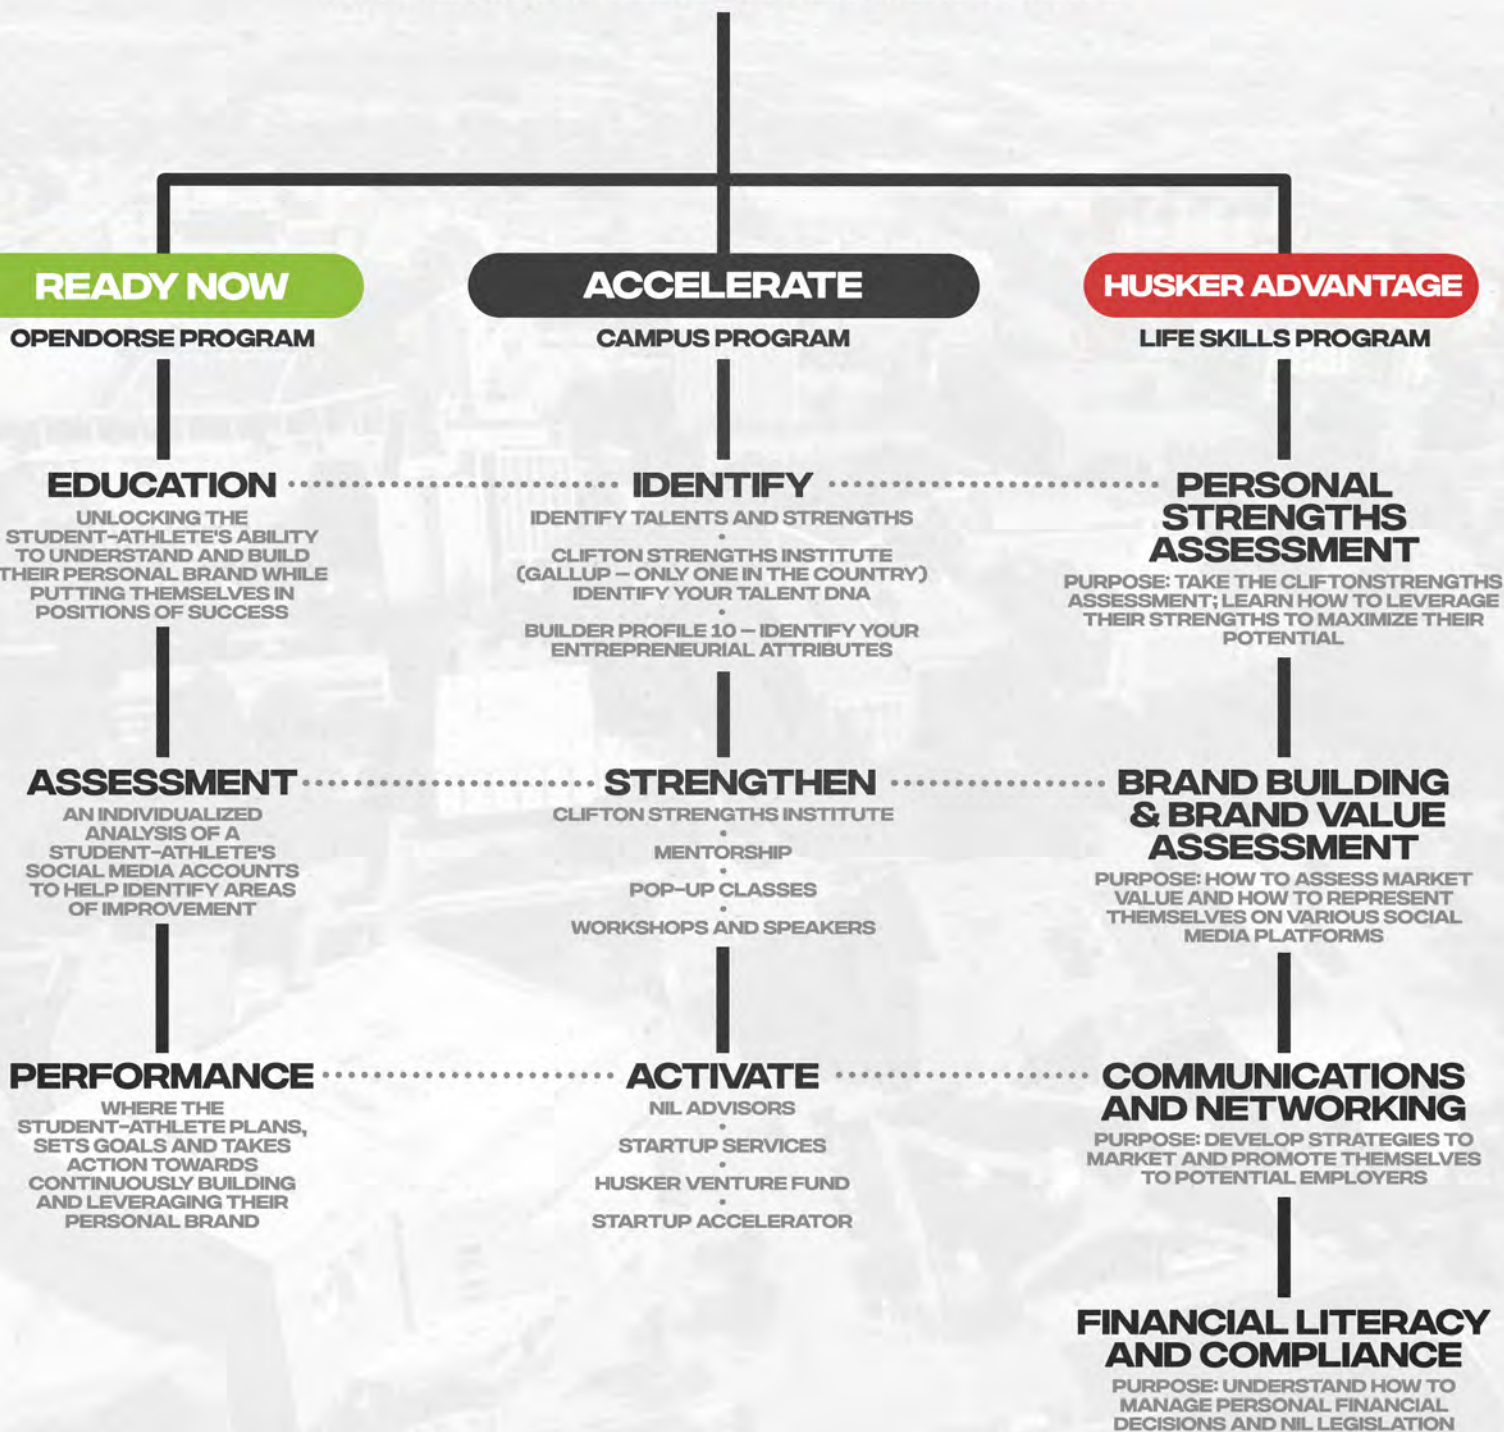 READY NOW
OPENDORSE PROGRAM
EDUCATION
UNLOCKING THE
STUDENT-ATHLETE'S ABILITY
TO UNDERSTAND AND BUILD
THEIR PERSONAL BRAND WHILE
PUTTING THEMSELVES IN
POSITIONS OF SUCCESS
ASSESSMENT
AN INDIVIDUALIZED
ANALYSIS OF A
STUDENT-ATHLETE'S
SOCIAL MEDIA ACCOUNTS
TO HELP IDENTIFY AREAS
OF IMPROVEMENT
PERFORMANCE
WHERE THE
STUDENT-ATHLETE PLANS,
SETS GOALS AND TAKES
ACTION TOWARDS
CONTINUOUSLY BUILDING
AND LEVERAGING THEIR
PERSONAL BRAND
ACCELERATE
CAMPUS PROGRAM
IDENTIFY
IDENTIFY TALENTS AND STRENGTHS
•
CLIFTON STRENGTHS INSTITUTE
(GALLUP – ONLY ONE IN THE COUNTRY)
IDENTIFY YOUR TALENT DNA
•
BUILDER PROFILE 10 – IDENTIFY YOUR
ENTREPRENEURIAL ATTRIBUTES
STRENGTHEN
CLIFTON STRENGTHS INSTITUTE
•
MENTORSHIP
•
POP-UP CLASSES
•
WORKSHOPS AND SPEAKERS
ACTIVATE
NIL ADVISORS
•
STARTUP SERVICES
•
HUSKER VENTURE FUND
•
STARTUP ACCELERATOR
HUSKER ADVANTAGE
LIFE SKILLS PROGRAM
PERSONAL
STRENGTHS
ASSESSMENT
PURPOSE: TAKE THE CLIFTONSTRENGTHS
ASSESSMENT; LEARN HOW TO LEVERAGE
THEIR STRENGTHS TO MAXIMIZE THEIR
POTENTIAL
BRAND BUILDING
& BRAND VALUE
ASSESSMENT
PURPOSE: HOW TO ASSESS MARKET
VALUE AND HOW TO REPRESENT
THEMSELVES ON VARIOUS SOCIAL
MEDIA PLATFORMS
COMMUNICATIONS
AND NETWORKING
PURPOSE: DEVELOP STRATEGIES TO
MARKET AND PROMOTE THEMSELVES
TO POTENTIAL EMPLOYERS
FINANCIAL LITERACY
AND COMPLIANCE
PURPOSE: UNDERSTAND HOW TO
MANAGE PERSONAL FINANCIAL
DECISIONS AND NIL LEGISLATION